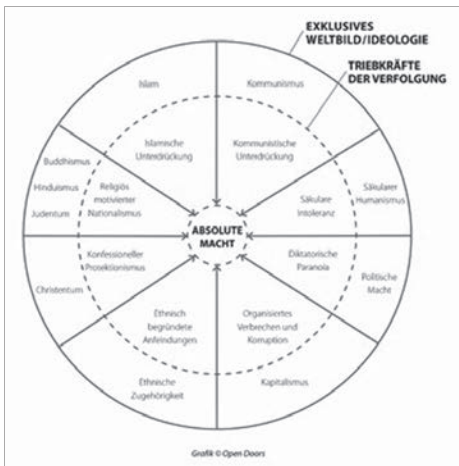 EXKLUSIVES
WELTBILD/IDEOLOGIE
TRIEBKRÄFTE
DER VERFOLGUNG
Islam
Kommunismus
Islamische
Unterdrückung
Kommunistische
Unterdrückung
Buddhismus
Hinduismus
Judentum
Religiös
motivierter
Nationalismus
Säkulare
Intoleranz
Säkularer
Humanismus
ABSOLUTE
MACHT
Konfessioneller
Protektionismus
Diktatorische
Paranoia
Christentum
Politische
Macht
Ethnisch
begründete
Anfeindungen
Organisiertes
Verbrechen und
Korruption
Ethnische
Zugehörigkeit
Kapitalismus
Grafik © Open Doors